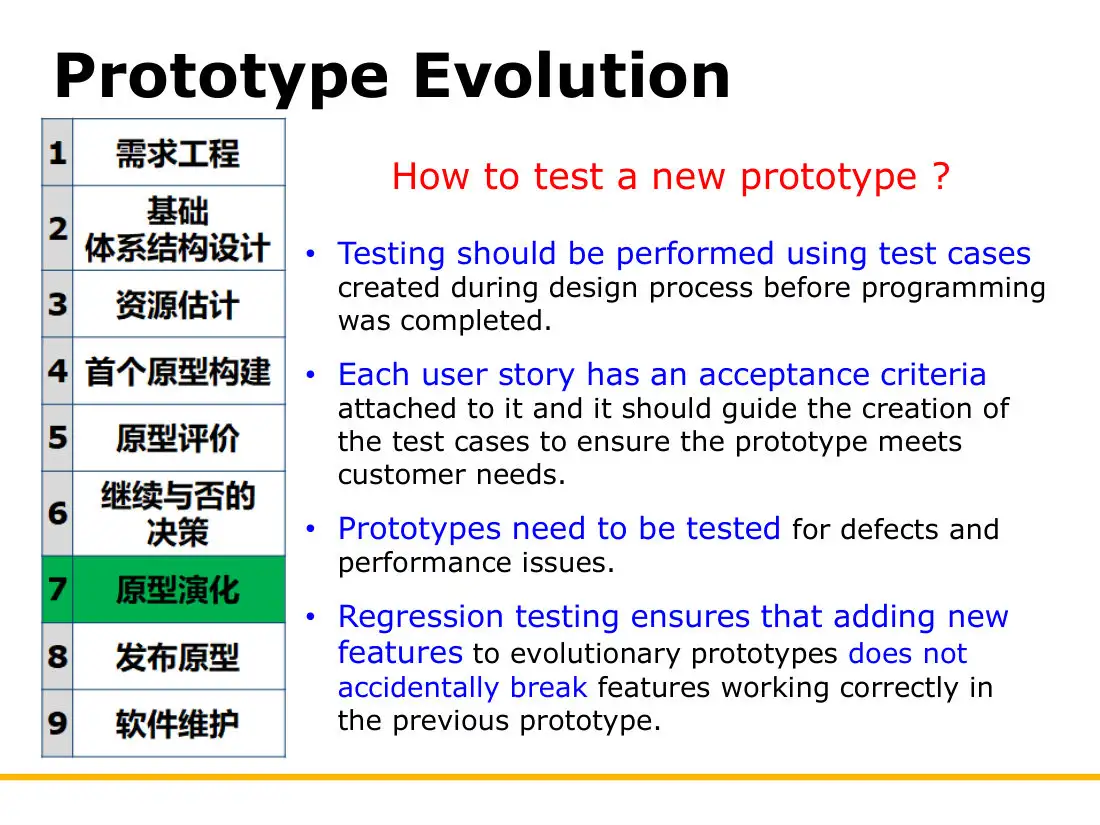 Prototype Evolution
1 需求工程
2 基础
体系结构设计
3 资源估计
4 首个原型构建
5 原型评价
6 继续与否的
决策
7 原型演化
8 发布原型
9 软件维护
How to test a new prototype ?
• Testing should be performed using test cases
created during design process before programming
was completed.
• Each user story has an acceptance criteria
attached to it and it should guide the creation of
the test cases to ensure the prototype meets
customer needs.
• Prototypes need to be tested for defects and
performance issues.
• Regression testing ensures that adding new
features to evolutionary prototypes does not
accidentally break features working correctly in
the previous prototype.